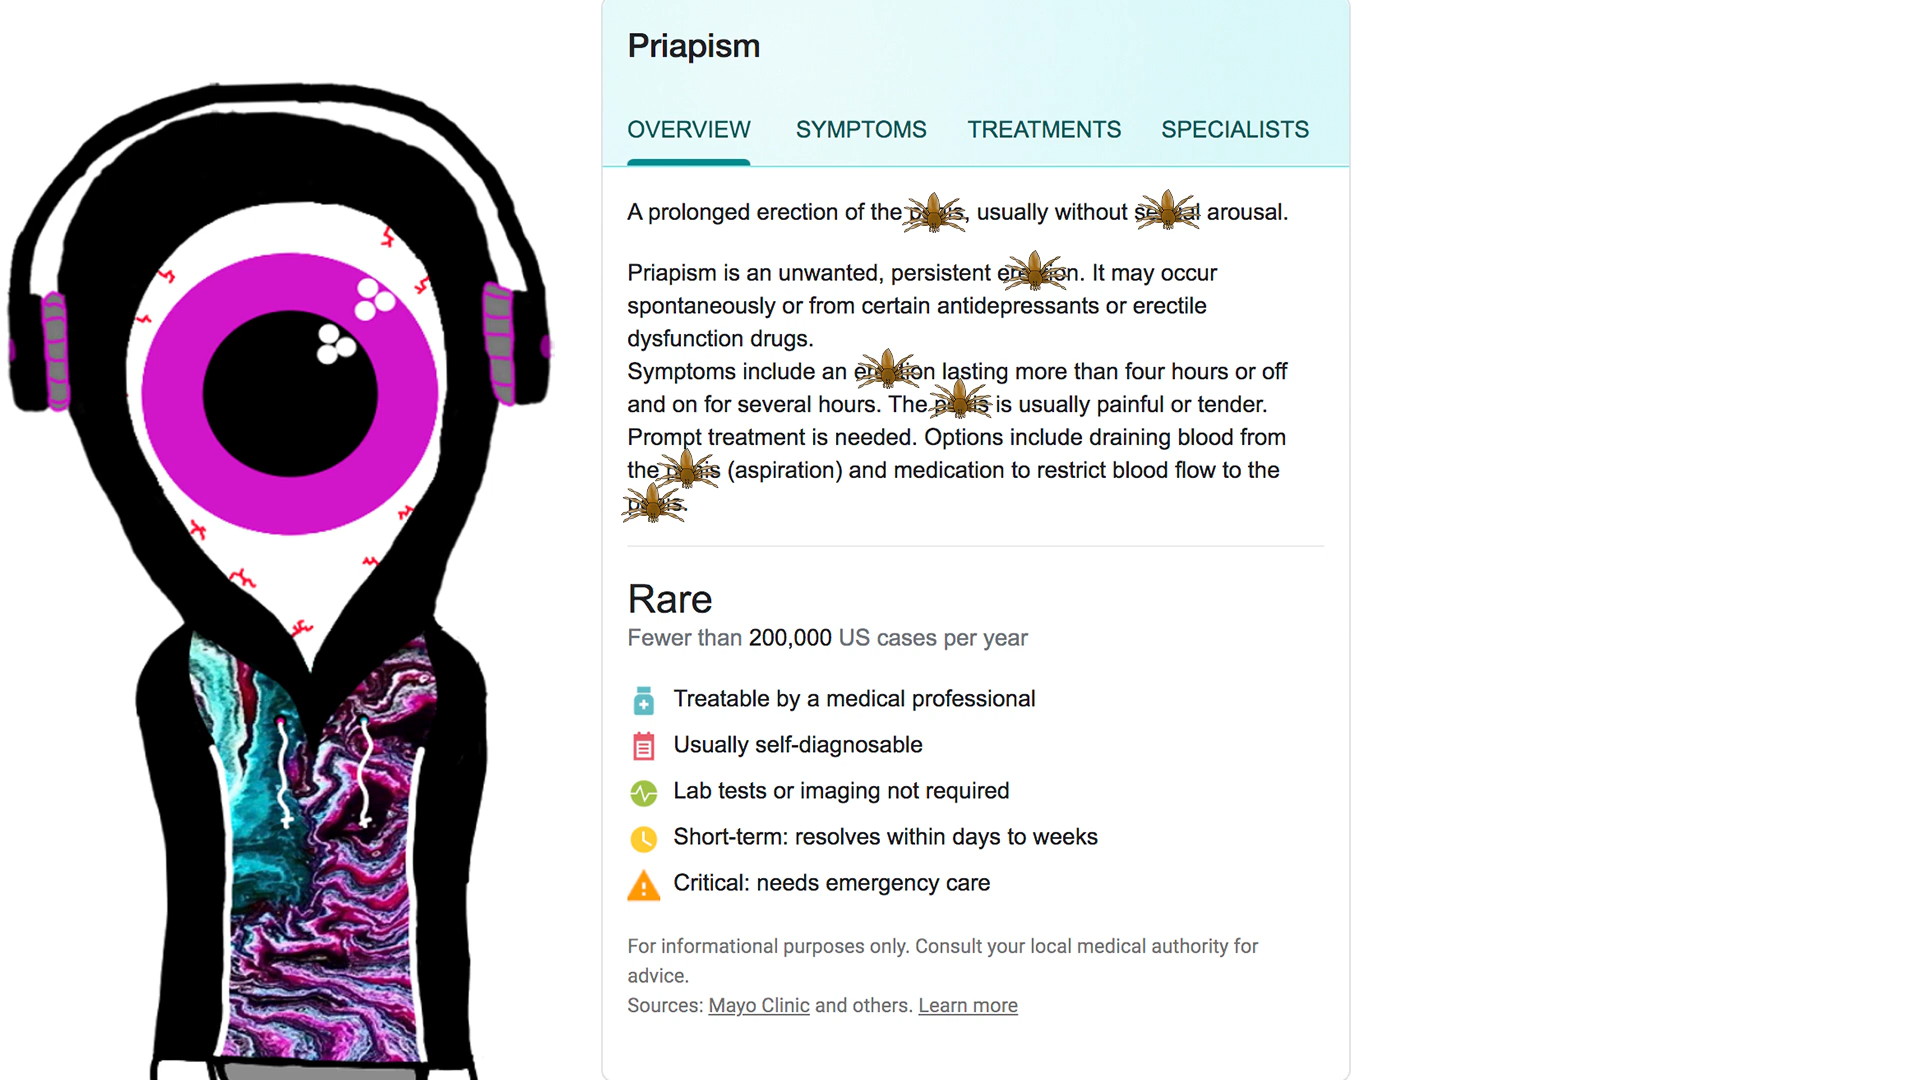 Priapism
OVERVIEW SYMPTOMS TREATMENTS SPECIALISTS
A prolonged erection of the , usually without arousal.
Priapism is an unwanted, persistent . It may occur
spontaneously or from certain antidepressants or erectile
dysfunction drugs.
Symptoms include an lasting more than four hours or off
and on for several hours. The is usually painful or tender.
Prompt treatment is needed. Options include draining blood from
the (aspiration) and medication to restrict blood flow to the
Rare
Fewer than 200,000 US cases per year
Treatable by a medical professional
Usually self-diagnosable
Lab tests or imaging not required
Short-term: resolves within days to weeks
Critical: needs emergency care
For informational purposes only. Consult your local medical authority for
advice.
Sources: Mayo Clinic and others. Learn more